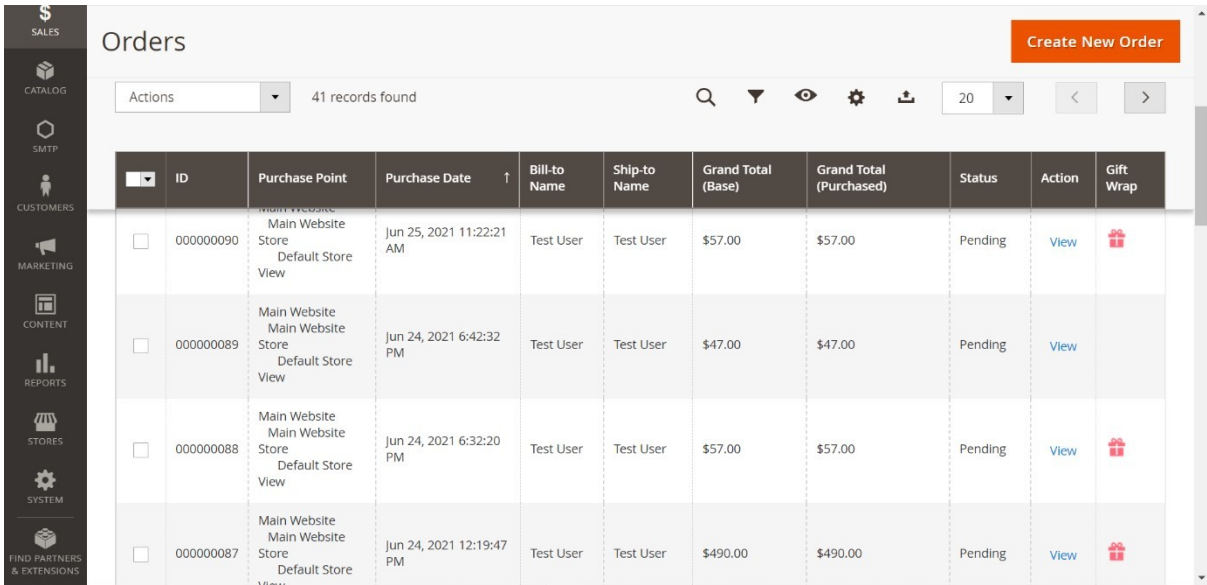 $
SALES
CATALOG
SMTP
CUSTOMERS
MARKETING
CONTENT
REPORTS
STORES
SYSTEM
FIND PARTNERS
& EXTENSIONS
Orders
Create New Order
Actions
41 records found
20
ID
Purchase Point
Purchase Date ↑
Bill-to
Name
Ship-to
Name
Grand Total
(Base)
Grand Total
(Purchased)
Status
Action
Gift
Wrap
000000090
Main Website
Main Website
Store
Default Store
View
Jun 25, 2021 11:22:21
AM
Test User
Test User
$57.00
$57.00
Pending
View
000000089
Main Website
Main Website
Store
Default Store
View
Jun 24, 2021 6:42:32
PM
Test User
Test User
$47.00
$47.00
Pending
View
000000088
Main Website
Main Website
Store
Default Store
View
Jun 24, 2021 6:32:20
PM
Test User
Test User
$57.00
$57.00
Pending
View
000000087
Main Website
Main Website
Store
Default Store
View
Jun 24, 2021 12:19:47
PM
Test User
Test User
$490.00
$490.00
Pending
View